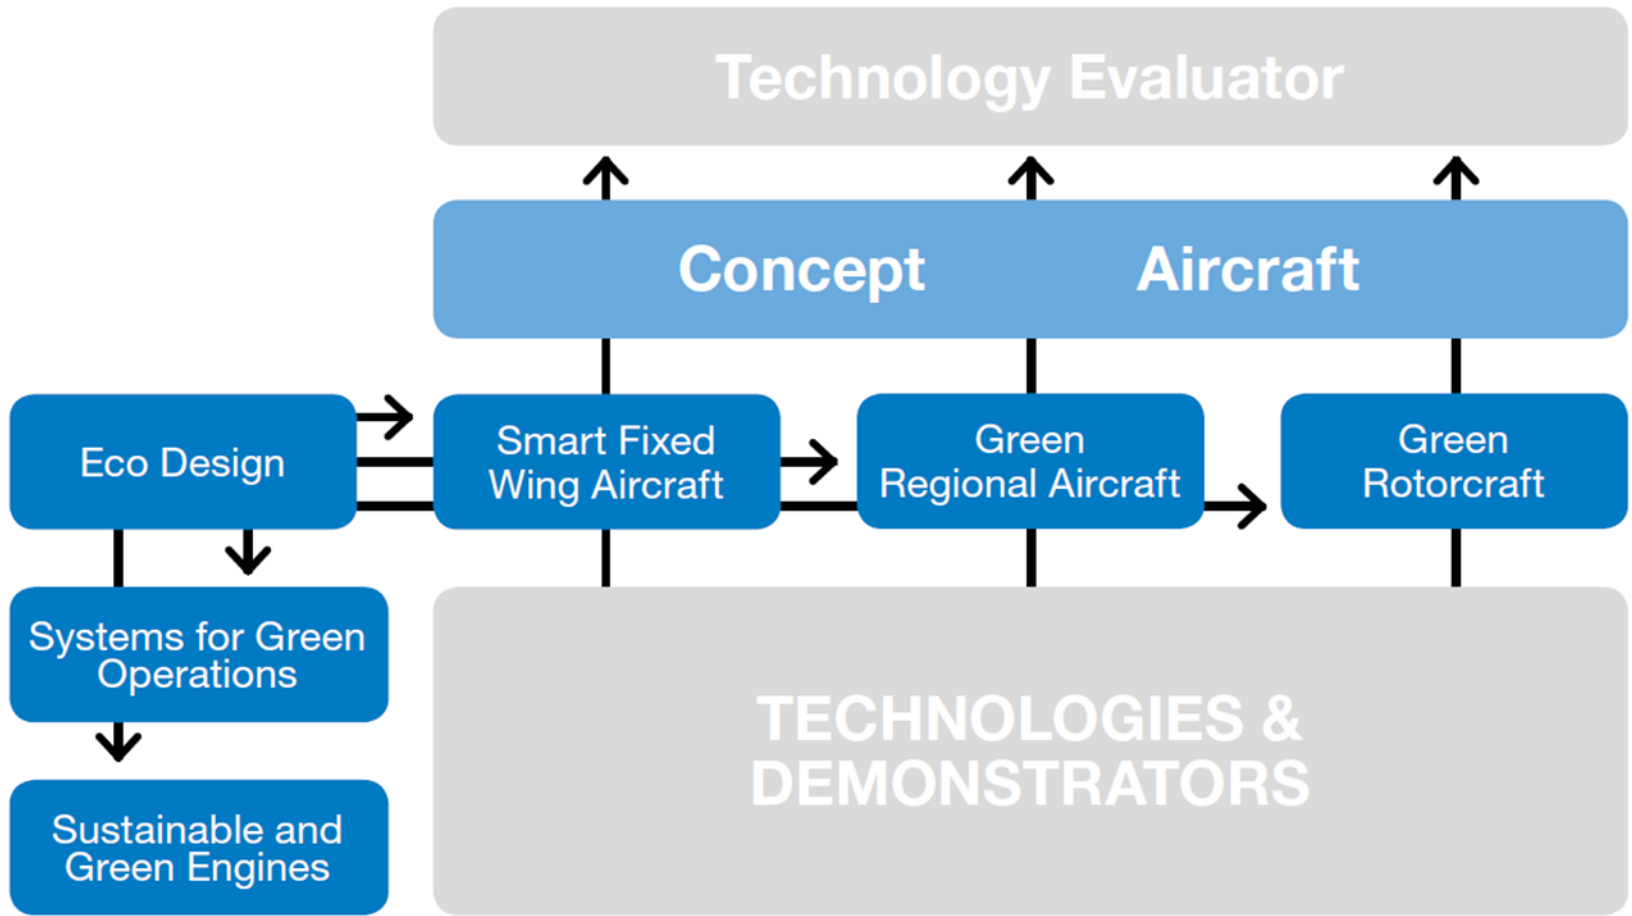 Technology Evaluator
Concept Aircraft
Eco Design
Smart Fixed
Wing Aircraft
Green
Regional Aircraft
Green
Rotorcraft
Systems for Green
Operations
TECHNOLOGIES &
DEMONSTRATORS
Sustainable and
Green Engines